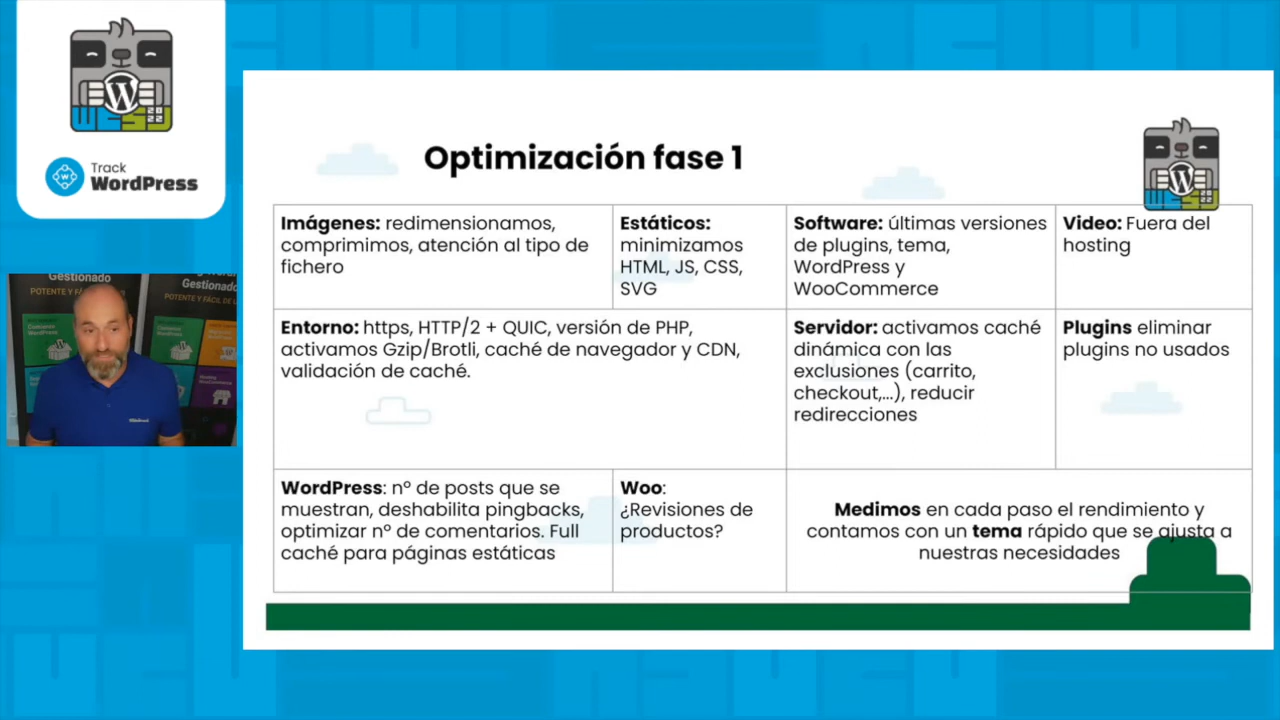 WESO
2022
Track
WordPress
Gestionado
POTENTE Y FÁCIL DE U
Optimización fase 1
Imágenes: redimensionamos,
comprimimos, atención al tipo de
fichero
Estáticos:
minimizamos
HTML, JS, CSS,
SVG
Software: últimas versiones
de plugins, tema,
WordPress y
WooCommerce
Video: Fuera del
hosting
Entorno: https, HTTP/2 + QUIC, versión de PHP,
activamos Gzip/Brotli, caché de navegador y CDN,
validación de caché.
Servidor: activamos caché
dinámica con las
exclusiones (carrito,
checkout,...), reducir
redirecciones
Plugins eliminar
plugins no usados
WordPress: nº de posts que se
muestran, deshabilita pingbacks,
optimizar nº de comentarios. Full
caché para páginas estáticas
Woo:
¿Revisiones de
productos?
Medimos en cada paso el rendimiento y
contamos con un tema rápido que se ajusta a
nuestras necesidades